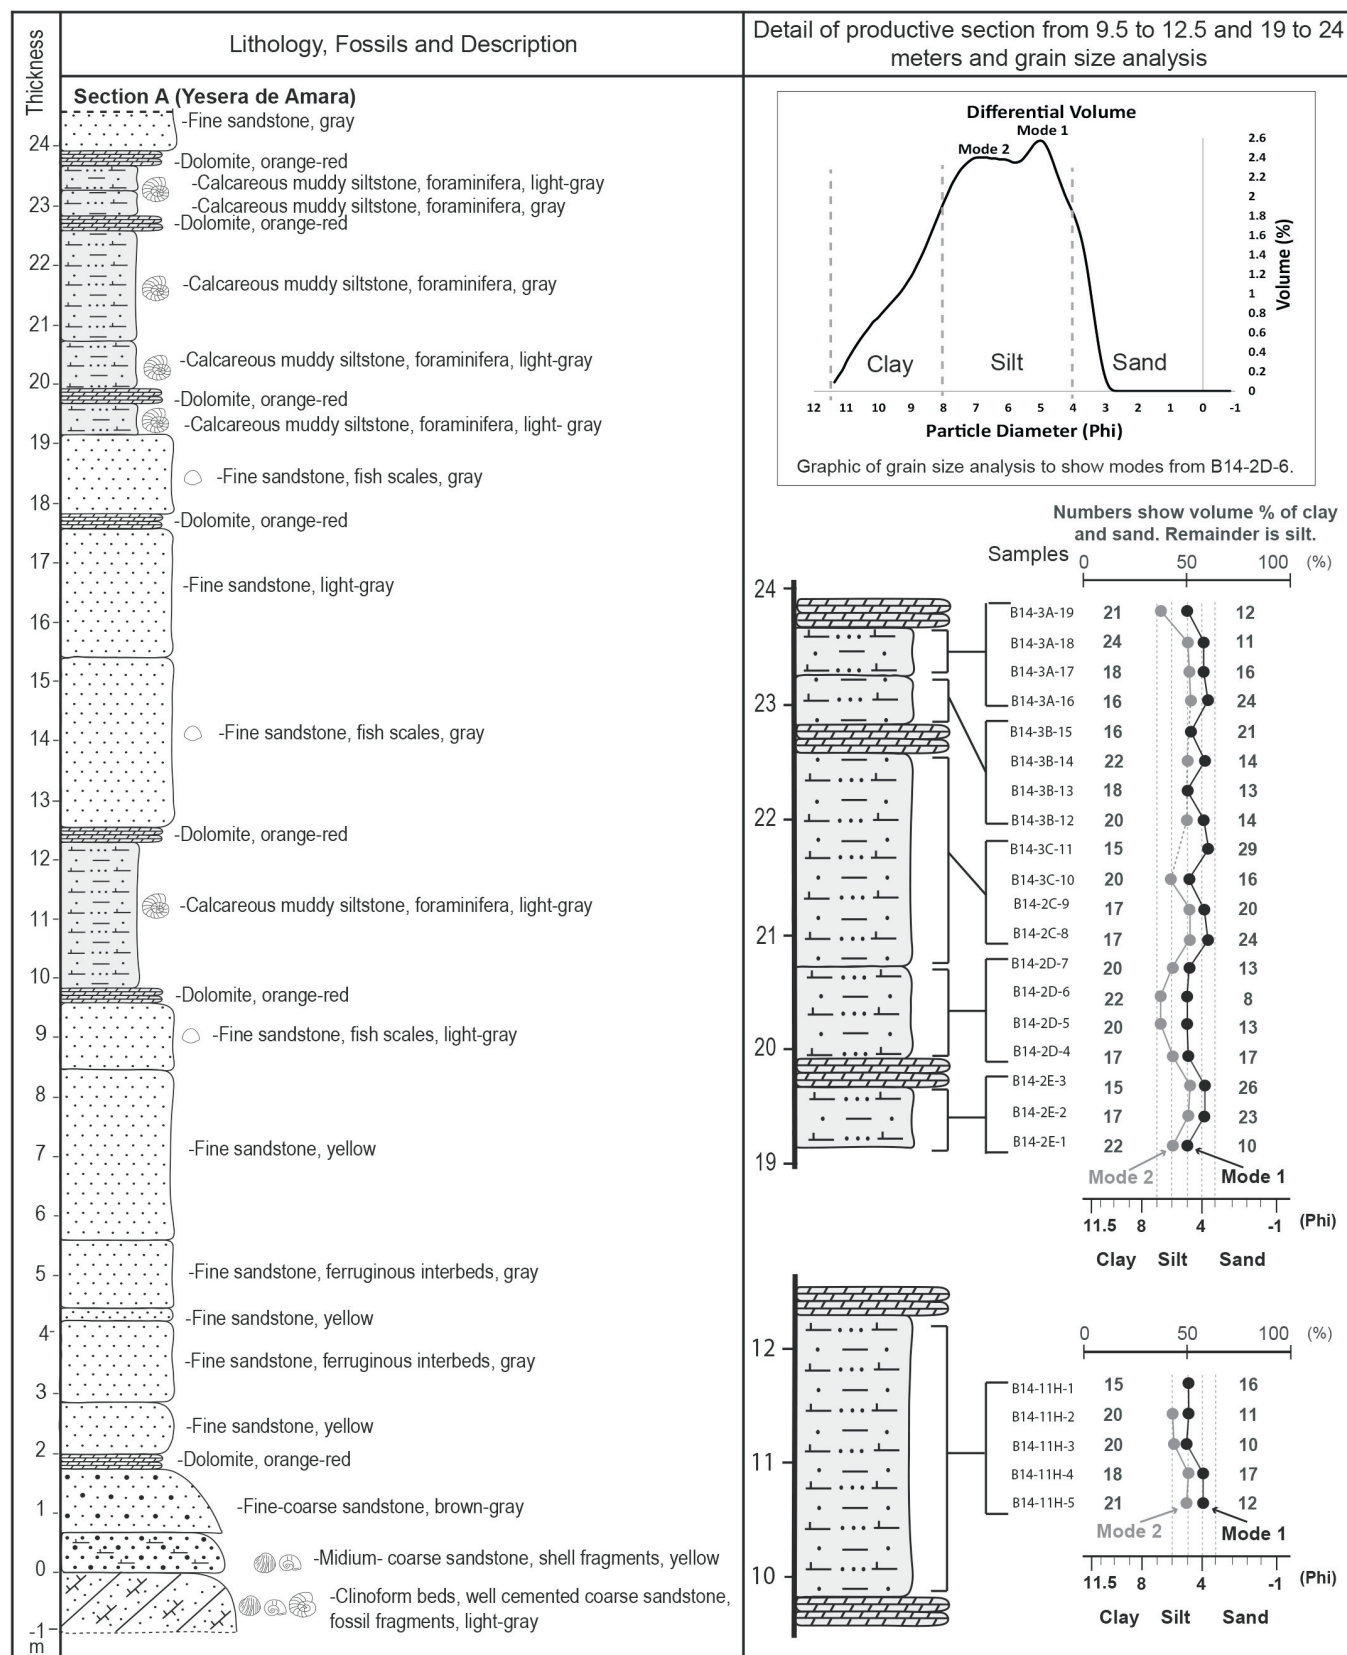 Thickness
Lithology, Fossils and Description
Detail of productive section from 9.5 to 12.5 and 19 to 24
meters and grain size analysis
Section A (Yesera de Amara)
-Fine sandstone, gray
24
-Dolomite, orange-red
-Calcareous muddy siltstone, foraminifera, light-gray
23
-Calcareous muddy siltstone, foraminifera, gray
-Dolomite, orange-red
22
-Calcareous muddy siltstone, foraminifera, gray
21
-Calcareous muddy siltstone, foraminifera, light-gray
20
-Dolomite, orange-red
-Calcareous muddy siltstone, foraminifera, light- gray
19
-Fine sandstone, fish scales, gray
18
-Dolomite, orange-red
17
-Fine sandstone, light-gray
16
15
-Fine sandstone, fish scales, gray
14
13
-Dolomite, orange-red
12
-Calcareous muddy siltstone, foraminifera, light-gray
11
10
-Dolomite, orange-red
9
-Fine sandstone, fish scales, light-gray
8
-Fine sandstone, yellow
7
6
-Fine sandstone, ferruginous interbeds, gray
5
-Fine sandstone, yellow
4-
-Fine sandstone, ferruginous interbeds, gray
3
-Fine sandstone, yellow
2
-Dolomite, orange-red
1
-Fine-coarse sandstone, brown-gray
0
-Midium- coarse sandstone, shell fragments, yellow
-Clinoform beds, well cemented coarse sandstone,
fossil fragments, light-gray
-1
m
Differential Volume
Mode 1
Mode 2
2.6
2.4
2.2
2
1.8
1.6
1.4
1.2
1
0.8
0.6
0.4
0.2
0
Volume (%)
Clay Silt Sand
12 11 10 9 8 7 6 5 4 3 2 1 0 -1
Particle Diameter (Phi)
Graphic of grain size analysis to show modes from B14-2D-6.
Numbers show volume % of clay
and sand. Remainder is silt.
Samples
0 50 100 (%)
24
23
22
21
20
19
B14-3A-19 21 12
B14-3A-18 24 11
B14-3A-17 18 16
B14-3A-16 16 24
B14-3B-15 16 21
B14-3B-14 22 14
B14-3B-13 18 13
B14-3B-12 20 14
B14-3C-11 15 29
B14-3C-10 20 16
B14-2C-9 17 20
B14-2C-8 17 24
B14-2D-7 20 13
B14-2D-6 22 8
B14-2D-5 20 13
B14-2D-4 17 17
B14-2E-3 15 26
B14-2E-2 17 23
B14-2E-1 22 10
Mode 2 Mode 1
11.5 8 4 -1 (Phi)
Clay Silt Sand
0 50 100 (%)
12
11
10
B14-11H-1 15 16
B14-11H-2 20 11
B14-11H-3 20 10
B14-11H-4 18 17
B14-11H-5 21 12
Mode 2 Mode 1
11.5 8 4 -1 (Phi)
Clay Silt Sand